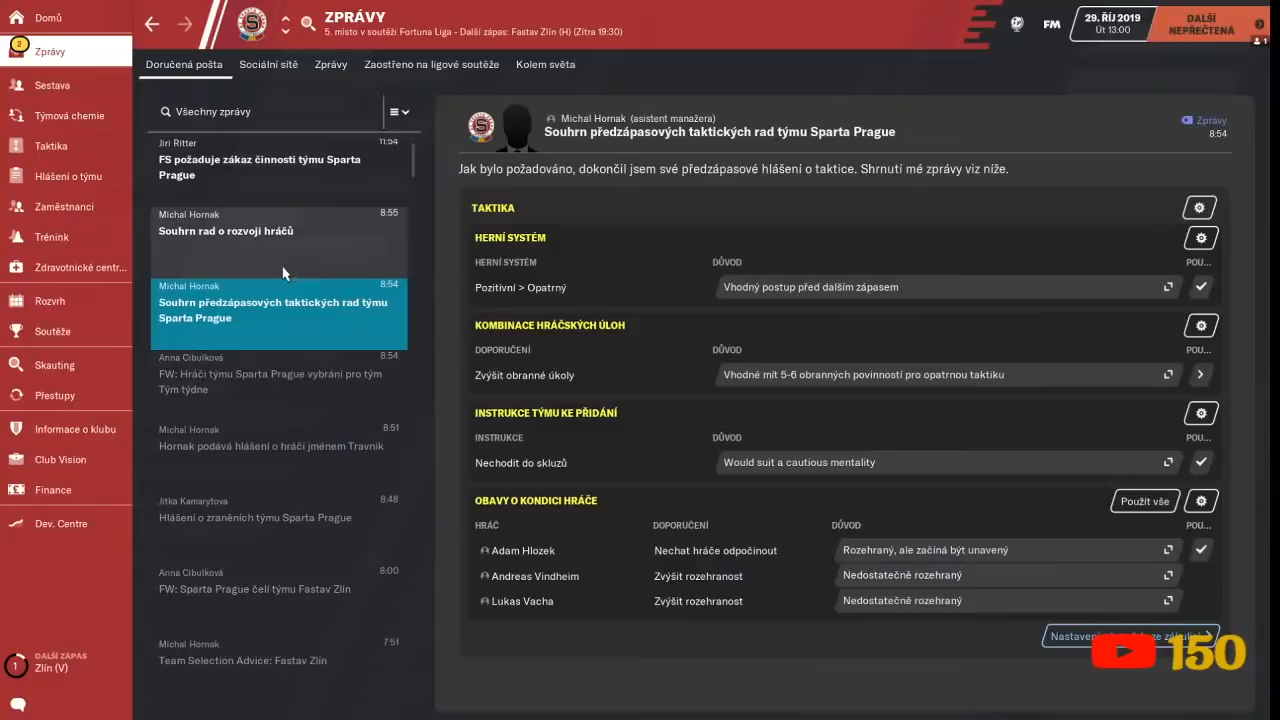 Domů
2
Zprávy
Sestava
Týmová chemie
Taktika
Hlášení o týmu
Zaměstnanci
Trénink
Zdravotnické centr...
Rozvrh
Soutěže
Skauting
Přestupy
Informace o klubu
Club Vision
Finance
Dev. Centre
DALŠÍ ZÁPAS
1
Zlín (V)
ZPRÁVY
5. místo v soutěži Fortuna Liga - Další zápas: Fastav Zlín (H) (Zítra 19:30)
FM
29. ŘÍJ 2019
Út 13:00
DALŠÍ
NEPŘEČTENÁ
1
Doručená pošta
Sociální sítě
Zprávy
Zaostřeno na ligové soutěže
Kolem světa
Všechny zprávy
Jiri Ritter
11:54
FS požaduje zákaz činnosti týmu Sparta
Prague
Michal Hornak
8:55
Souhrn rad o rozvoji hráčů
Michal Hornak
8:54
Souhrn předzápasových taktických rad týmu
Sparta Prague
Anna Cibulková
8:54
FW: Hráči týmu Sparta Prague vybráni pro tým
Tým týdne
Michal Hornak
8:51
Hornak podává hlášení o hráči jménem Travnik
Jitka Kamarytova
8:48
Hlášení o zraněních týmu Sparta Prague
Anna Cibulková
8:00
FW: Sparta Prague čelí týmu Fastav Zlín
Michal Hornak
7:51
Team Selection Advice: Fastav Zlín
Michal Hornak (asistent manažera)
Souhrn předzápasových taktických rad týmu Sparta Prague
Zprávy
8:54
Jak bylo požadováno, dokončil jsem své předzápasové hlášení o taktice. Shrnutí mé zprávy viz níže.
TAKTIKA
HERNÍ SYSTÉM
HERNÍ SYSTÉM
DŮVOD
POU...
Pozitivní > Opatrný
Vhodný postup před dalším zápasem
KOMBINACE HRÁČSKÝCH ÚLOH
DOPORUČENÍ
DŮVOD
POU...
Zvýšit obranné úkoly
Vhodné mít 5-6 obranných povinností pro opatrnou taktiku
INSTRUKCE TÝMU KE PŘIDÁNÍ
INSTRUKCE
DŮVOD
POU...
Nechodit do skluzů
Would suit a cautious mentality
OBAVY O KONDICI HRÁČE
Použít vše
HRÁČ
DOPORUČENÍ
DŮVOD
POU...
Adam Hlozek
Nechat hráče odpočinout
Rozehraný, ale začíná být unavený
Andreas Vindheim
Zvýšit rozehranost
Nedostatečně rozehraný
Lukas Vacha
Zvýšit rozehranost
Nedostatečně rozehraný
150